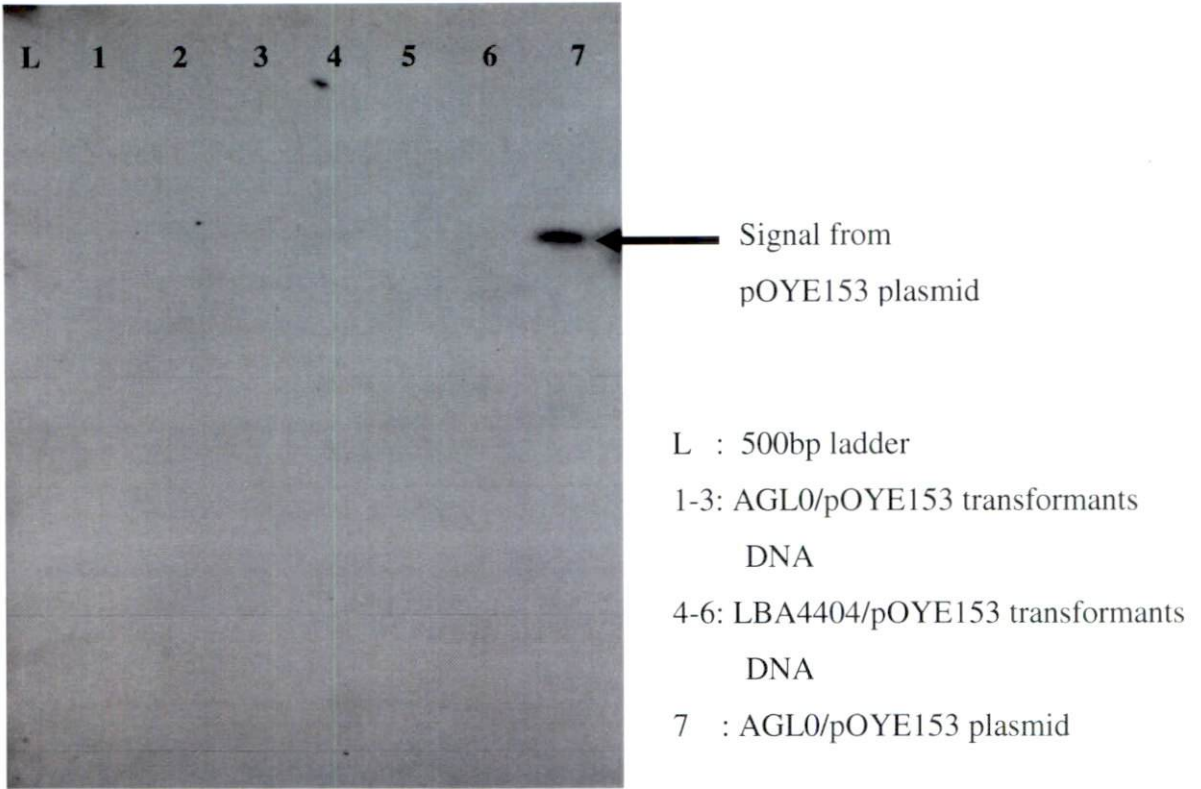 L 1 2 3 4 5 6 7
Signal from
pOYE153 plasmid
L : 500bp ladder
1-3: AGL0/pOYE153 transformants
DNA
4-6: LBA4404/pOYE153 transformants
DNA
7 : AGL0/pOYE153 plasmid